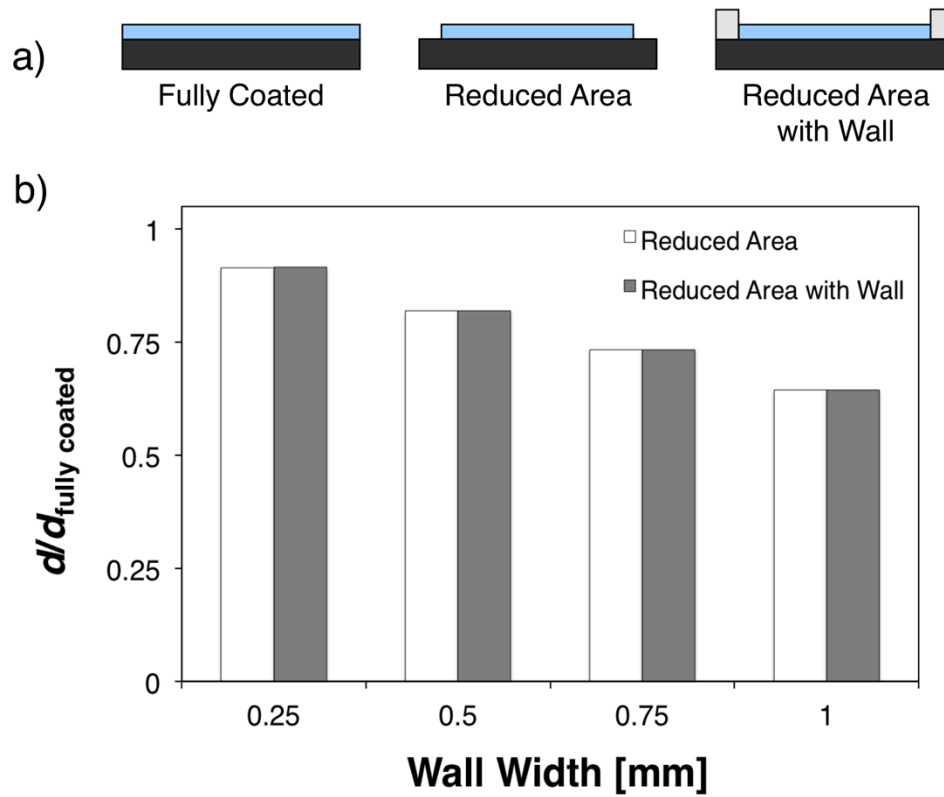 a)
Fully Coated
Reduced Area
Reduced Area
with Wall
b)
1
0.75
0.5
0.25
0
d/d fully coated
Reduced Area
Reduced Area with Wall
0.25
0.5
0.75
1
Wall Width [mm]